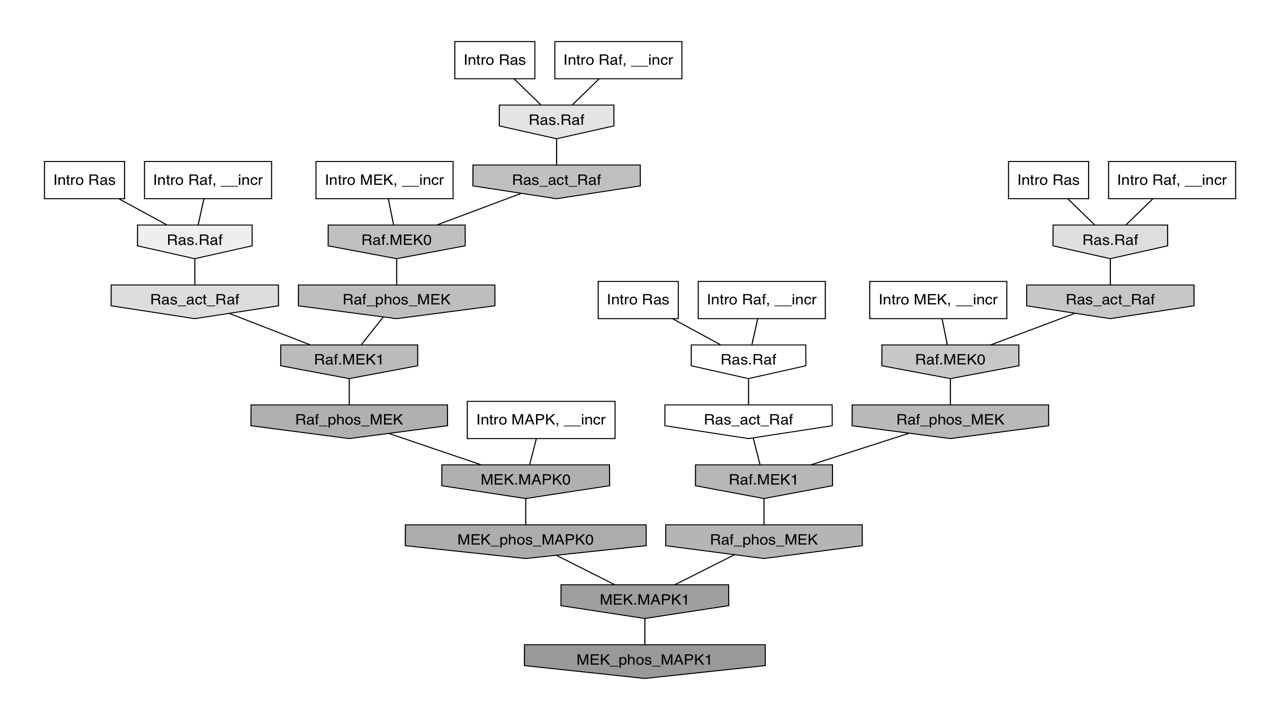 Intro Ras
Intro Raf, __incr
Ras.Raf
Intro Ras
Intro Raf, __incr
Intro MEK, __incr
Ras_act_Raf
Intro Ras
Intro Raf, __incr
Ras.Raf
Raf.MEK0
Ras.Raf
Ras_act_Raf
Raf_phos_MEK
Intro Ras
Intro Raf, __incr
Intro MEK, __incr
Ras_act_Raf
Raf.MEK1
Ras.Raf
Raf.MEK0
Raf_phos_MEK
Intro MAPK, __incr
Ras_act_Raf
Raf_phos_MEK
MEK.MAPK0
Raf.MEK1
MEK_phos_MAPK0
Raf_phos_MEK
MEK.MAPK1
MEK_phos_MAPK1